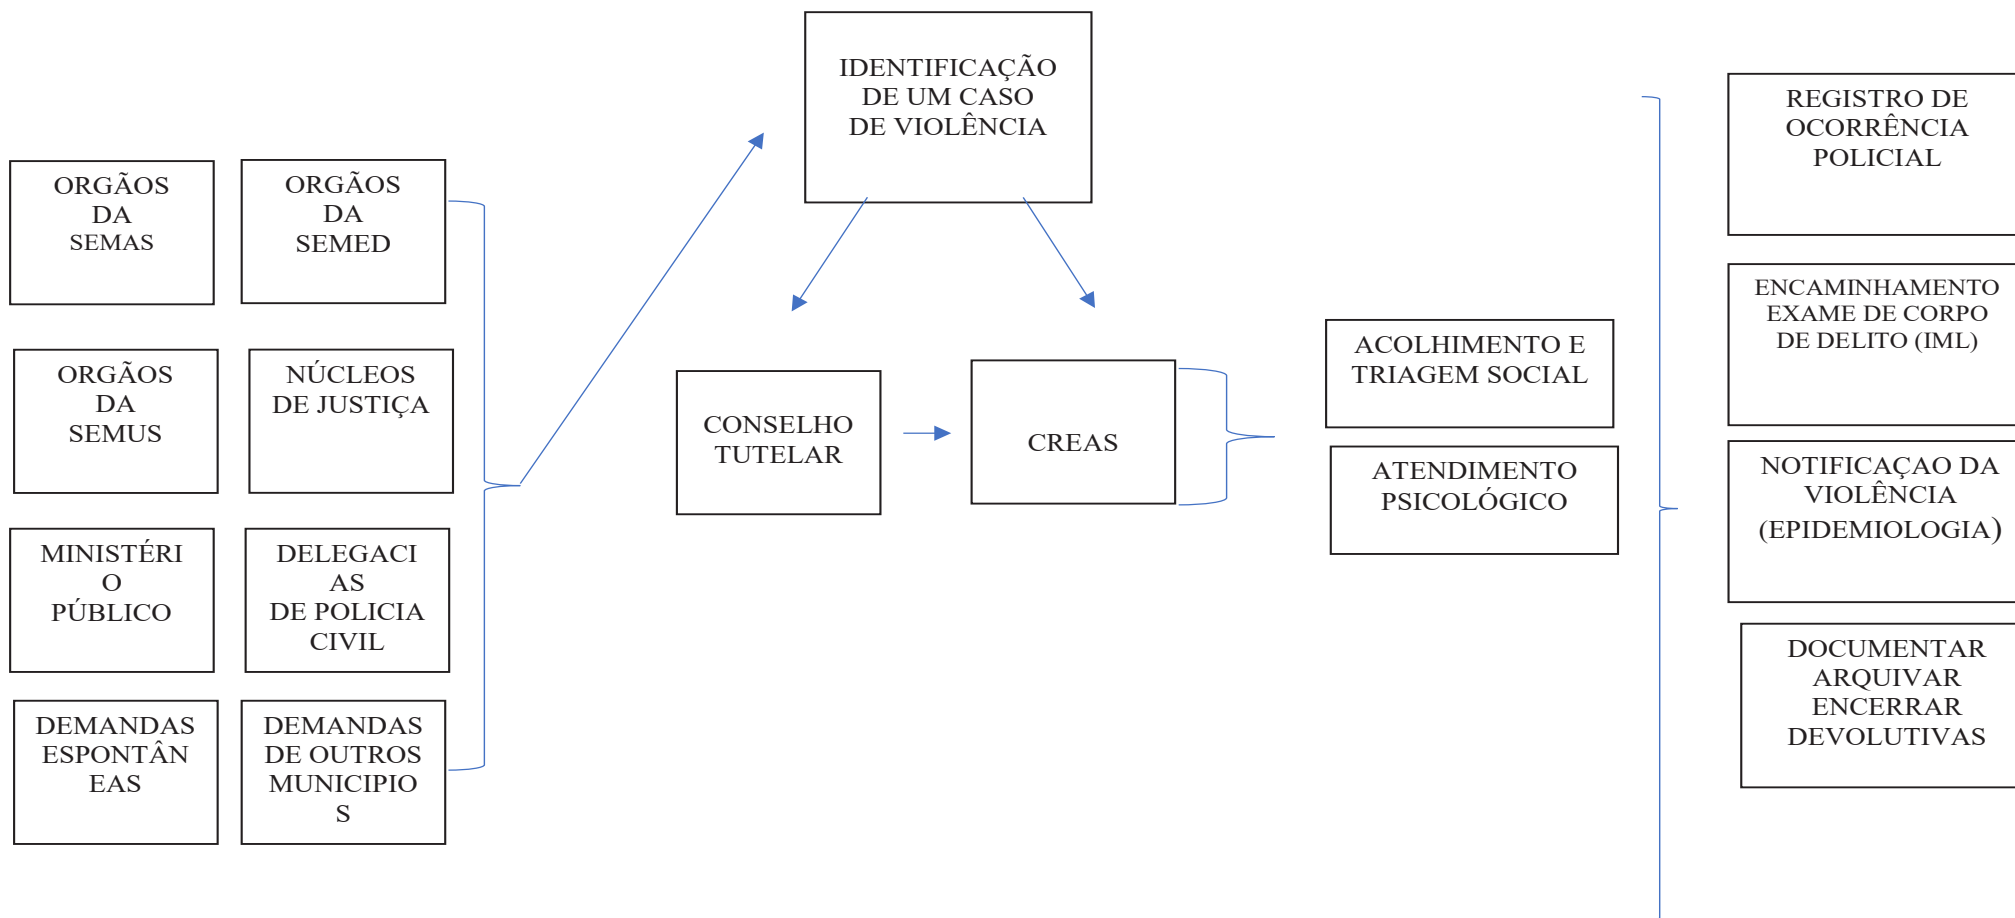 IDENTIFICAÇÃO
DE UM CASO
DE VIOLÊNCIA
ORGÃOS
DA
SEMAS
ORGÃOS
DA
SEMED
ORGÃOS
DA
SEMUS
NÚCLEOS
DE JUSTIÇA
MINISTÉRI
O
PÚBLICO
DELEGACI
AS
DE POLICIA
CIVIL
DEMANDAS
ESPONTÂN
EAS
DEMANDAS
DE OUTROS
MUNICIPIO
S
CONSELHO
TUTELAR
CREAS
ACOLHIMENTO E
TRIAGEM SOCIAL
ATENDIMENTO
PSICOLÓGICO
REGISTRO DE
OCORRÊNCIA
POLICIAL
ENCAMINHAMENTO
EXAME DE CORPO
DE DELITO (IML)
NOTIFICAÇAO DA
VIOLÊNCIA
(EPIDEMIOLOGIA)
DOCUMENTAR
ARQUIVAR
ENCERRAR
DEVOLUTIVAS